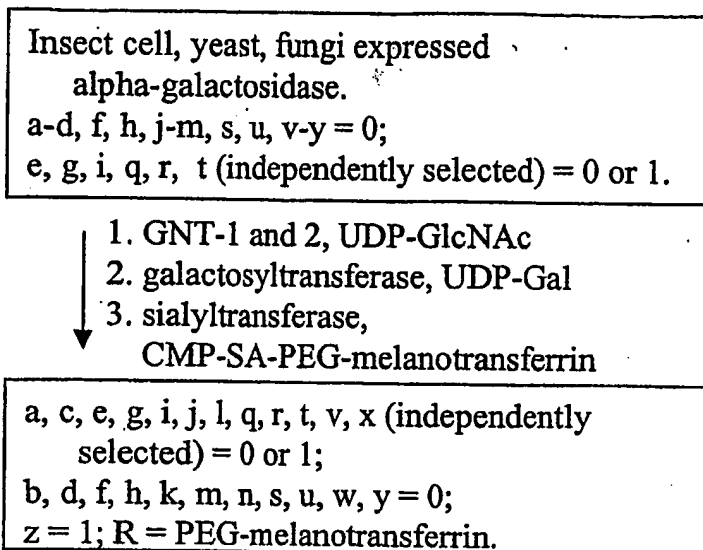 Insect cell, yeast, fungi expressed
alpha-galactosidase.
a-d, f, h, j-m, s, u, v-y = 0;
e, g, i, q, r, t (independently selected) = 0 or 1.
1. GNT-1 and 2, UDP-GlcNAc
2. galactosyltransferase, UDP-Gal
3. sialyltransferase,
CMP-SA-PEG-melanotransferrin
a, c, e, g, i, j, l, q, r, t, v, x (independently
selected) = 0 or 1;
b, d, f, h, k, m, n, s, u, w, y = 0;
z = 1; R = PEG-melanotransferrin.